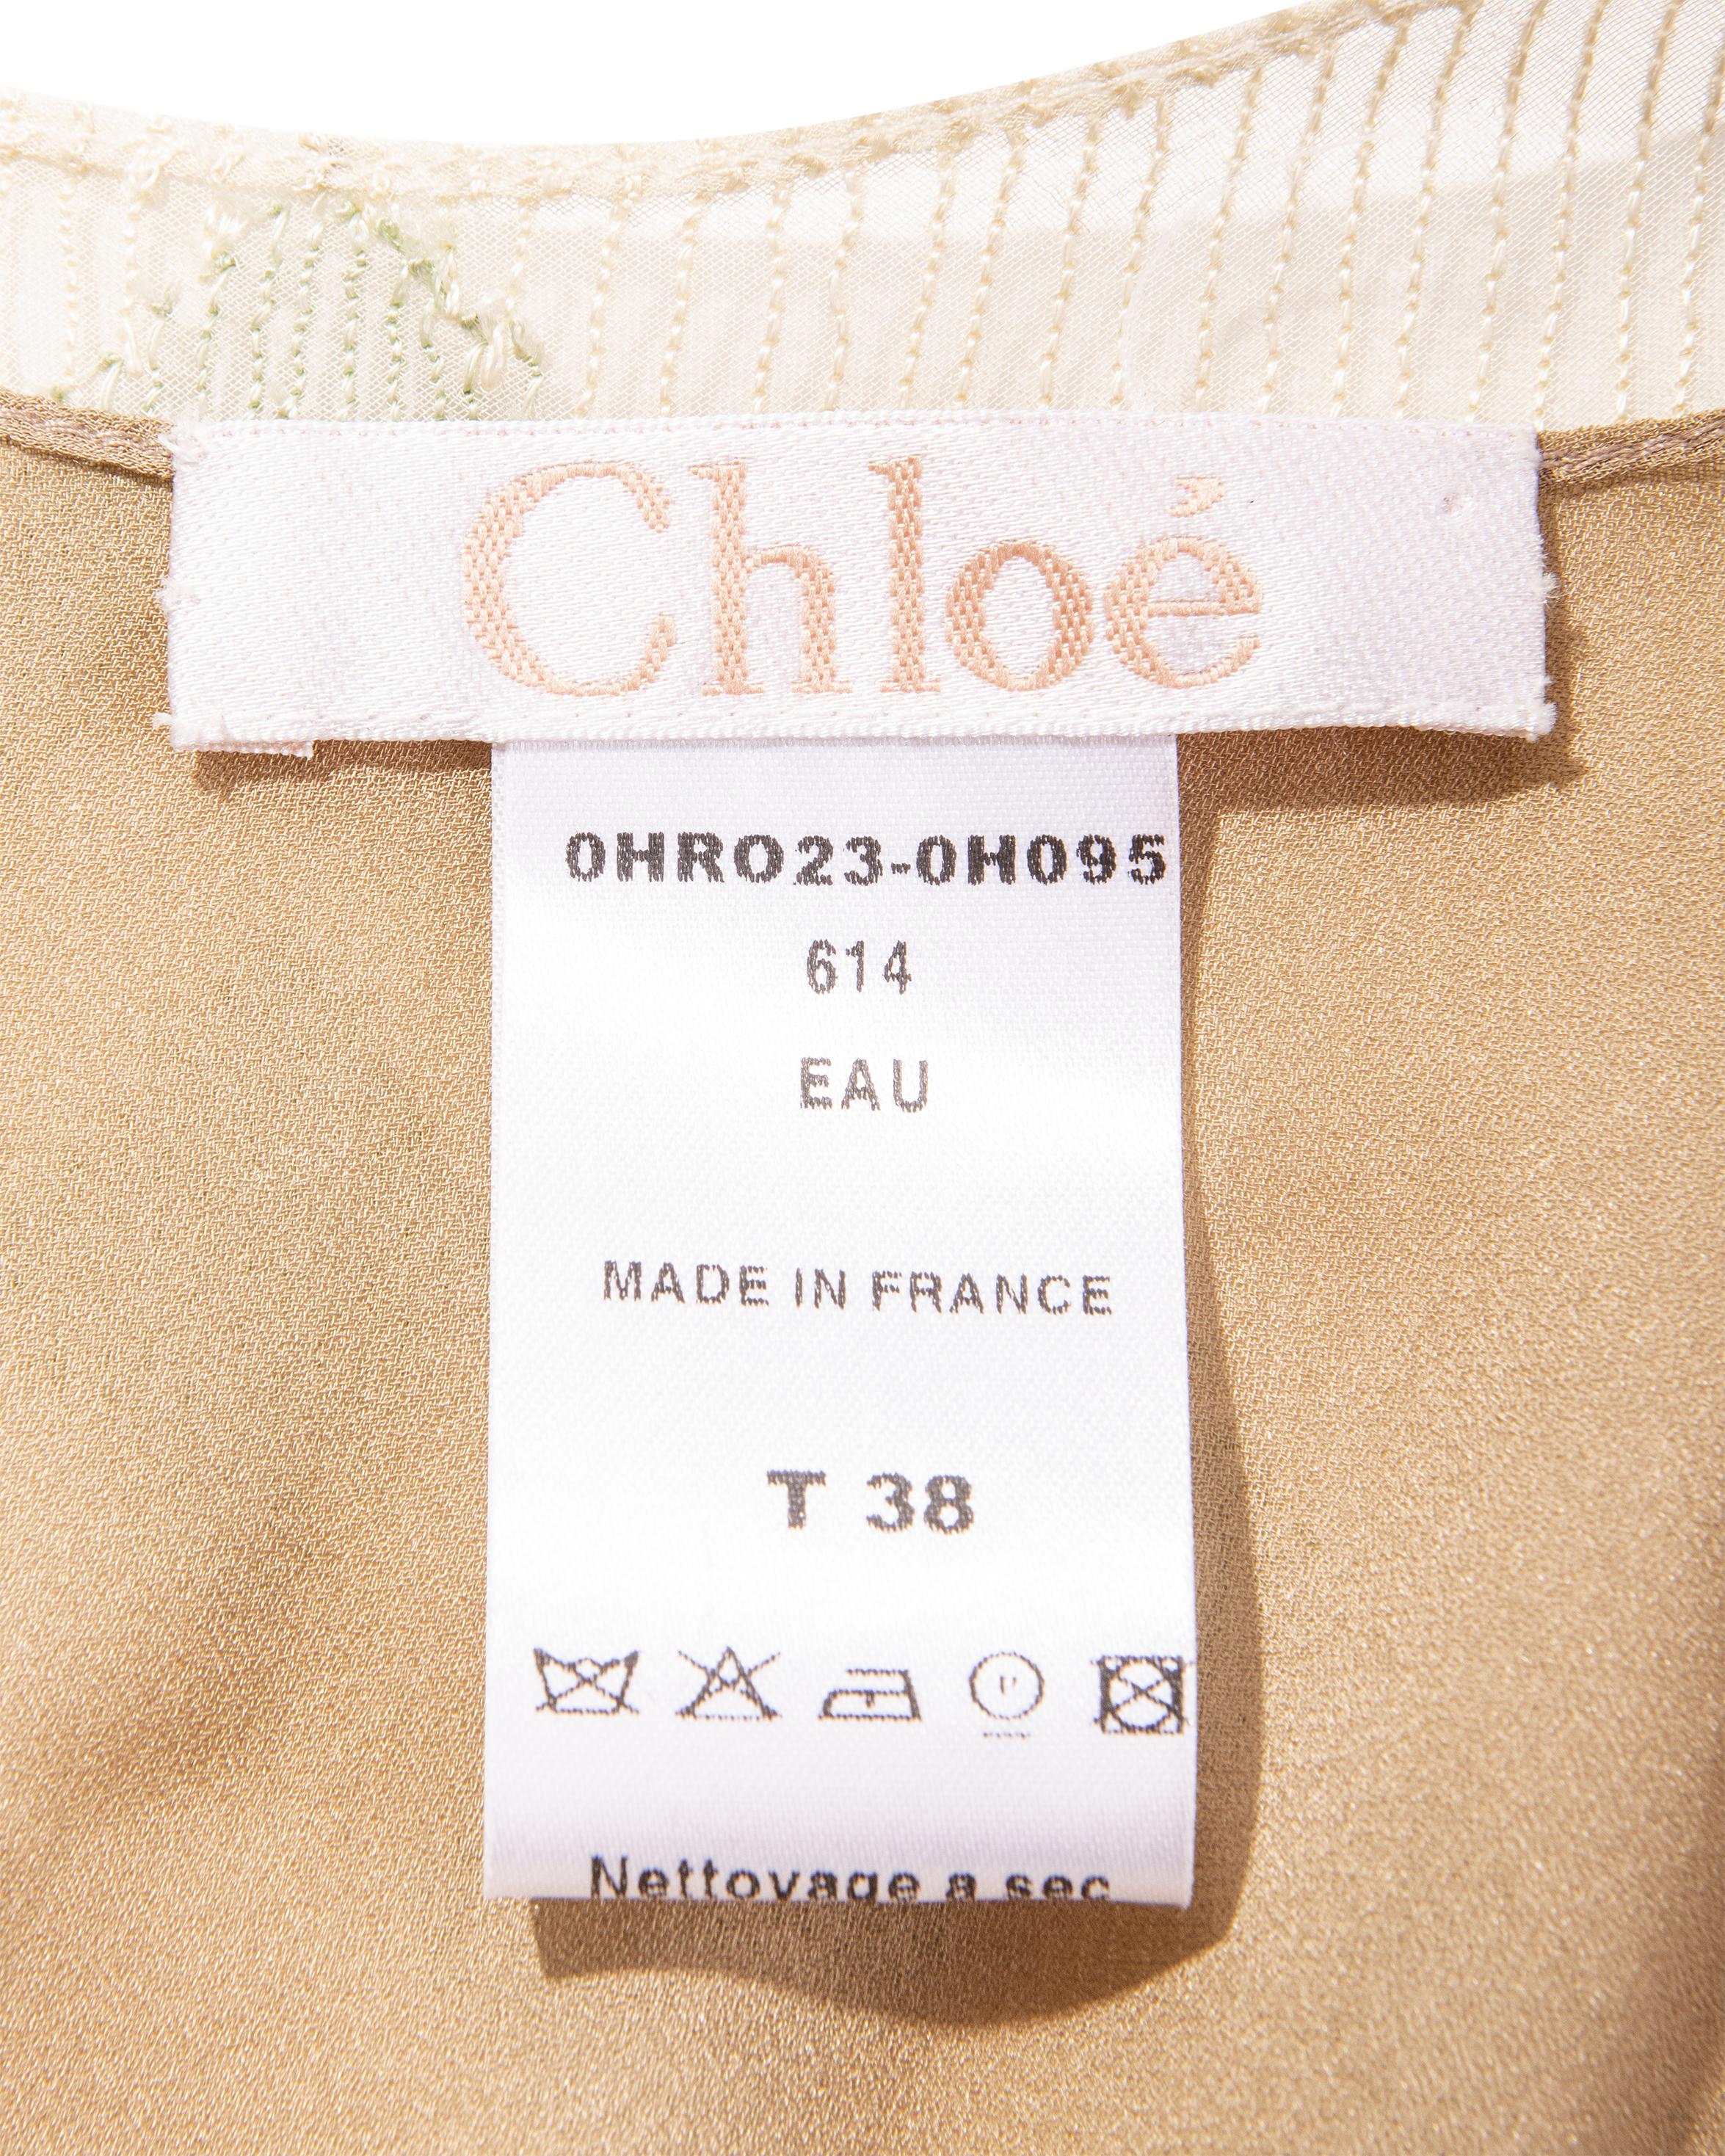 Chloé
0HRO23-0H095
614
EAU
MADE IN FRANCE
T 38
Nettoyage a sec